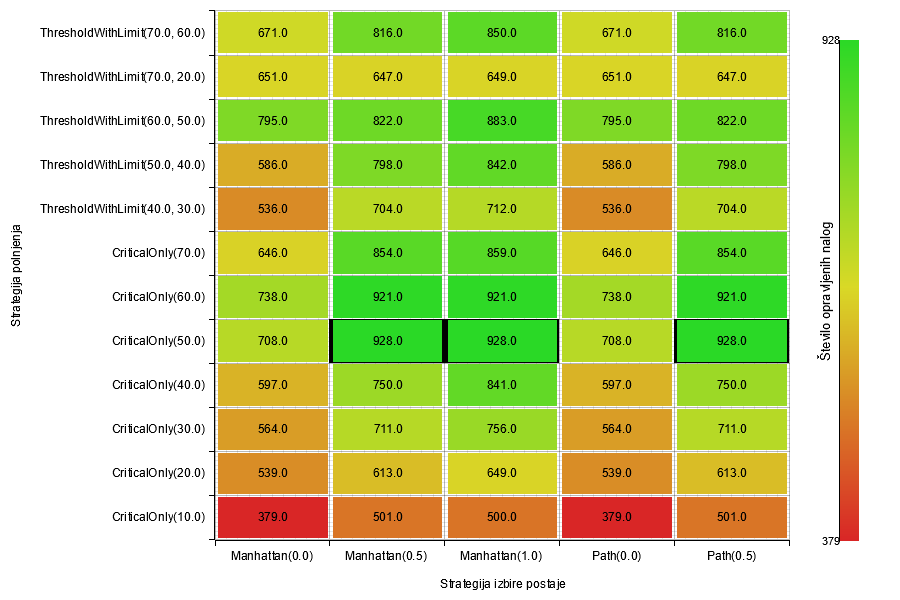 ThresholdWithLimit(70.0, 60.0) 671.0 816.0 850.0 671.0 816.0
928
ThresholdWithLimit(70.0, 20.0) 651.0 647.0 649.0 651.0 647.0
ThresholdWithLimit(60.0, 50.0) 795.0 822.0 883.0 795.0 822.0
ThresholdWithLimit(50.0, 40.0) 586.0 798.0 842.0 586.0 798.0
ThresholdWithLimit(40.0, 30.0) 536.0 704.0 712.0 536.0 704.0
CriticalOnly(70.0) 646.0 854.0 859.0 646.0 854.0
CriticalOnly(60.0) 738.0 921.0 921.0 738.0 921.0
CriticalOnly(50.0) 708.0 928.0 928.0 708.0 928.0
CriticalOnly(40.0) 597.0 750.0 841.0 597.0 750.0
CriticalOnly(30.0) 564.0 711.0 756.0 564.0 711.0
CriticalOnly(20.0) 539.0 613.0 649.0 539.0 613.0
CriticalOnly(10.0) 379.0 501.0 500.0 379.0 501.0
379
Manhattan(0.0) Manhattan(0.5) Manhattan(1.0) Path(0.0) Path(0.5)
Strategija izbire postaje
Strategija polnjenja
Število opravljenih nalog